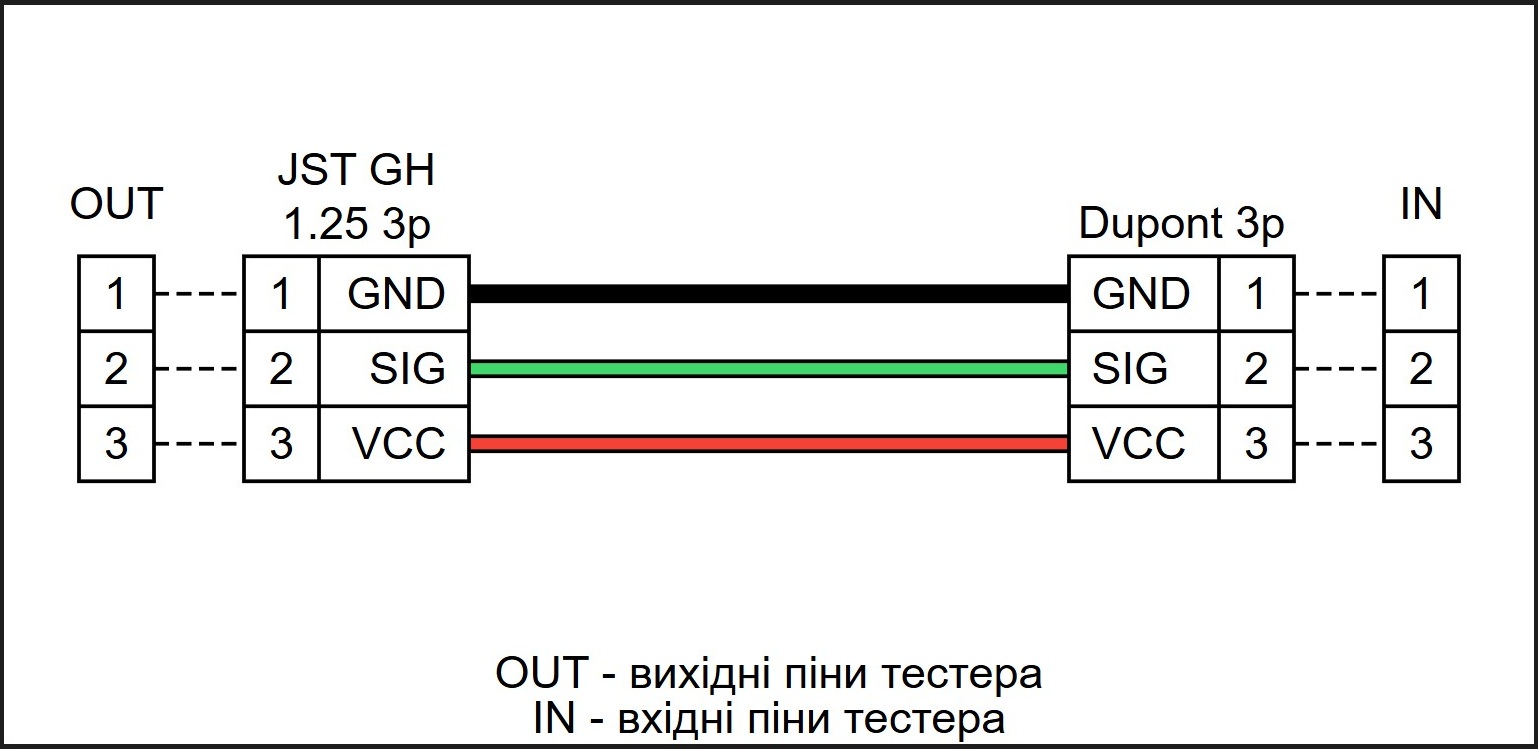 OUT
JST GH
1.25 3p
Dupont 3p
IN
1 1 GND GND 1 1
2 2 SIG SIG 2 2
3 3 VCC VCC 3 3
OUT - вихідні піни тестера
IN - вхідні піни тестера